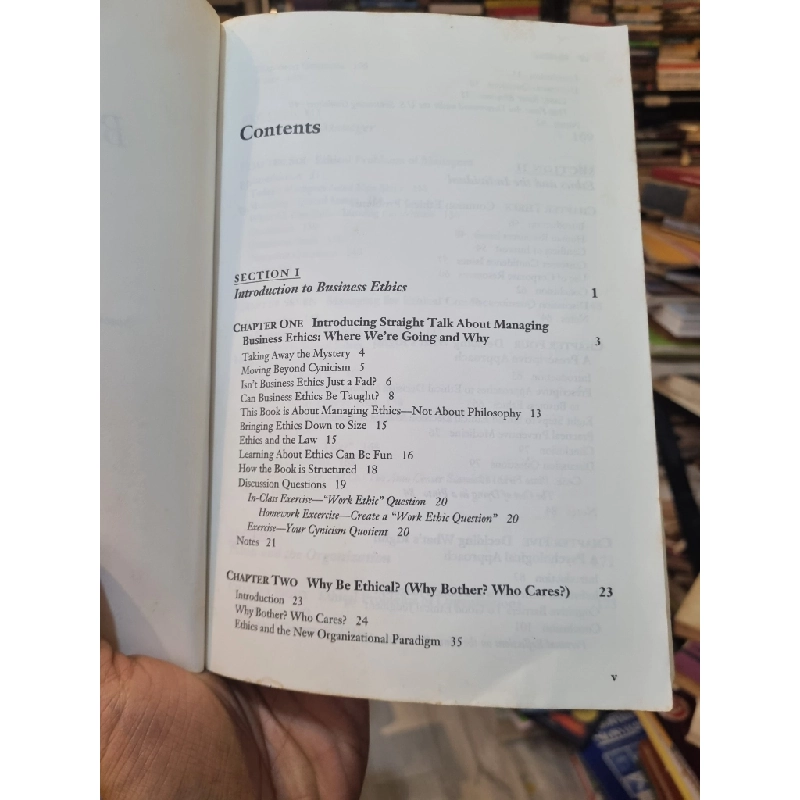 Contents
SECTION I
Introduction to Business Ethics 1
CHAPTER ONE Introducing Straight Talk About Managing
Business Ethics: Where We're Going and Why 3
Taking Away the Mystery 4
Moving Beyond Cynicism 5
Isn't Business Ethics Just a Fad? 6
Can Business Ethics Be Taught? 8
This Book is About Managing Ethics—Not About Philosophy 13
Bringing Ethics Down to Size 15
Ethics and the Law 15
Learning About Ethics Can Be Fun 16
How the Book is Structured 18
Discussion Questions 19
In-Class Exercise—"Work Ethic" Question 20
Homework Excercise—Create a "Work Ethic Question" 20
Exercise—Your Cynicism Quotient 20
Notes 21
CHAPTER TWO Why Be Ethical? (Why Bother? Who Cares?) 23
Introduction 23
Why Bother? Who Cares? 24
Ethics and the New Organizational Paradigm 35
v